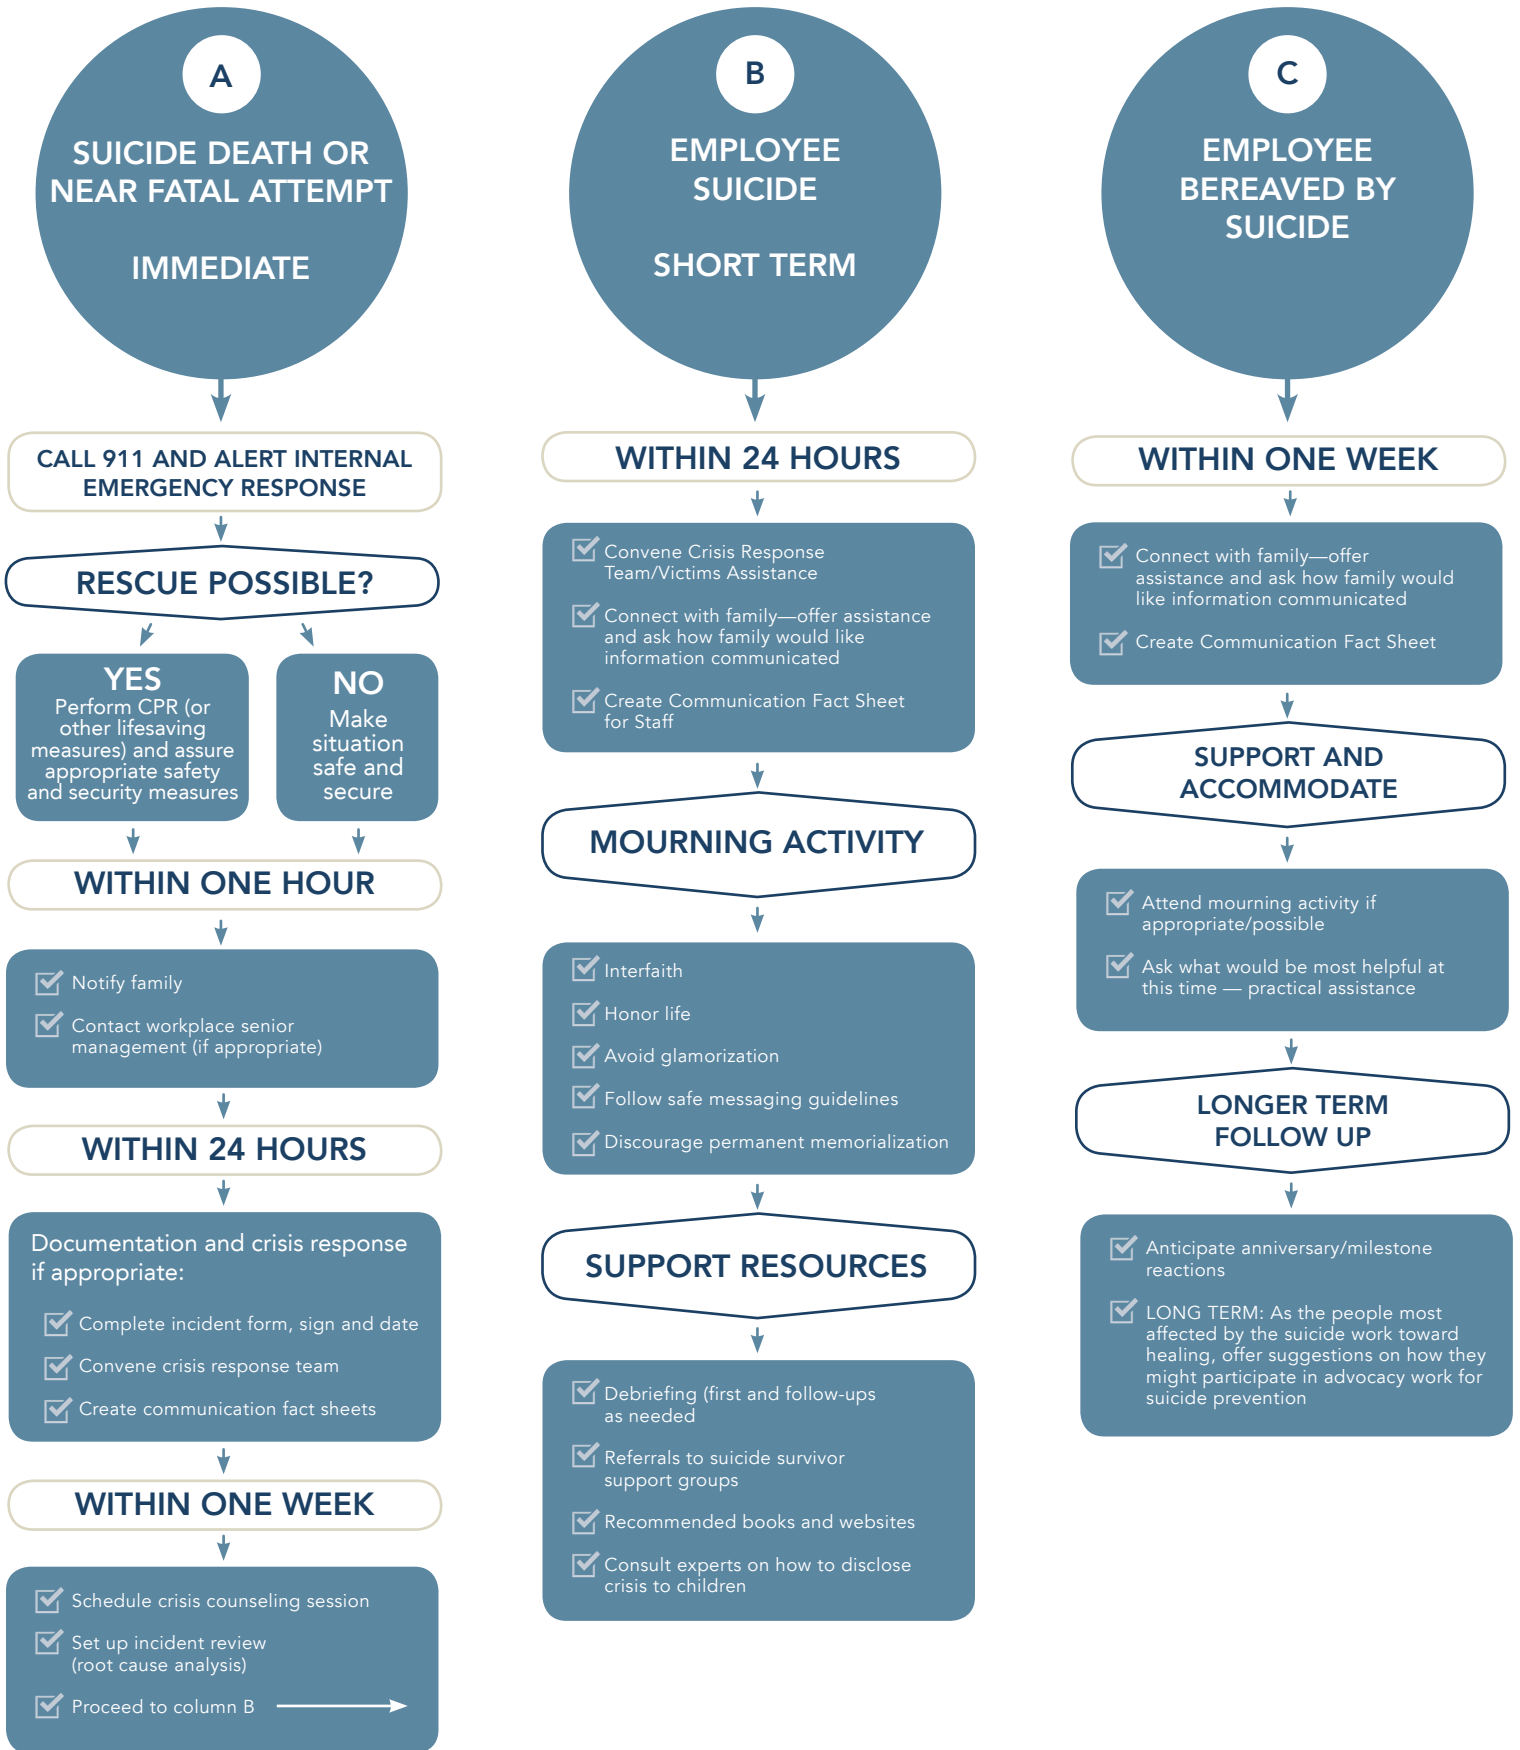 A
SUICIDE DEATH OR
NEAR FATAL ATTEMPT
IMMEDIATE
CALL 911 AND ALERT INTERNAL
EMERGENCY RESPONSE
RESCUE POSSIBLE?
YES
Perform CPR (or
other lifesaving
measures) and assure
appropriate safety
and security measures
NO
Make
situation
safe and
secure
WITHIN ONE HOUR
Notify family
Contact workplace senior
management (if appropriate)
WITHIN 24 HOURS
Documentation and crisis response
if appropriate:
Complete incident form, sign and date
Convene crisis response team
Create communication fact sheets
WITHIN ONE WEEK
Schedule crisis counseling session
Set up incident review
(root cause analysis)
Proceed to column B
B
EMPLOYEE
SUICIDE
SHORT TERM
WITHIN 24 HOURS
Convene Crisis Response
Team/Victims Assistance
Connect with family—offer assistance
and ask how family would like
information communicated
Create Communication Fact Sheet
for Staff
MOURNING ACTIVITY
Interfaith
Honor life
Avoid glamorization
Follow safe messaging guidelines
Discourage permanent memorialization
SUPPORT RESOURCES
Debriefing (first and follow-ups
as needed
Referrals to suicide survivor
support groups
Recommended books and websites
Consult experts on how to disclose
crisis to children
C
EMPLOYEE
BEREAVED BY
SUICIDE
WITHIN ONE WEEK
Connect with family—offer
assistance and ask how family would
like information communicated
Create Communication Fact Sheet
SUPPORT AND
ACCOMMODATE
Attend mourning activity if
appropriate/possible
Ask what would be most helpful at
this time — practical assistance
LONGER TERM
FOLLOW UP
Anticipate anniversary/milestone
reactions
LONG TERM: As the people most
affected by the suicide work toward
healing, offer suggestions on how they
might participate in advocacy work for
suicide prevention